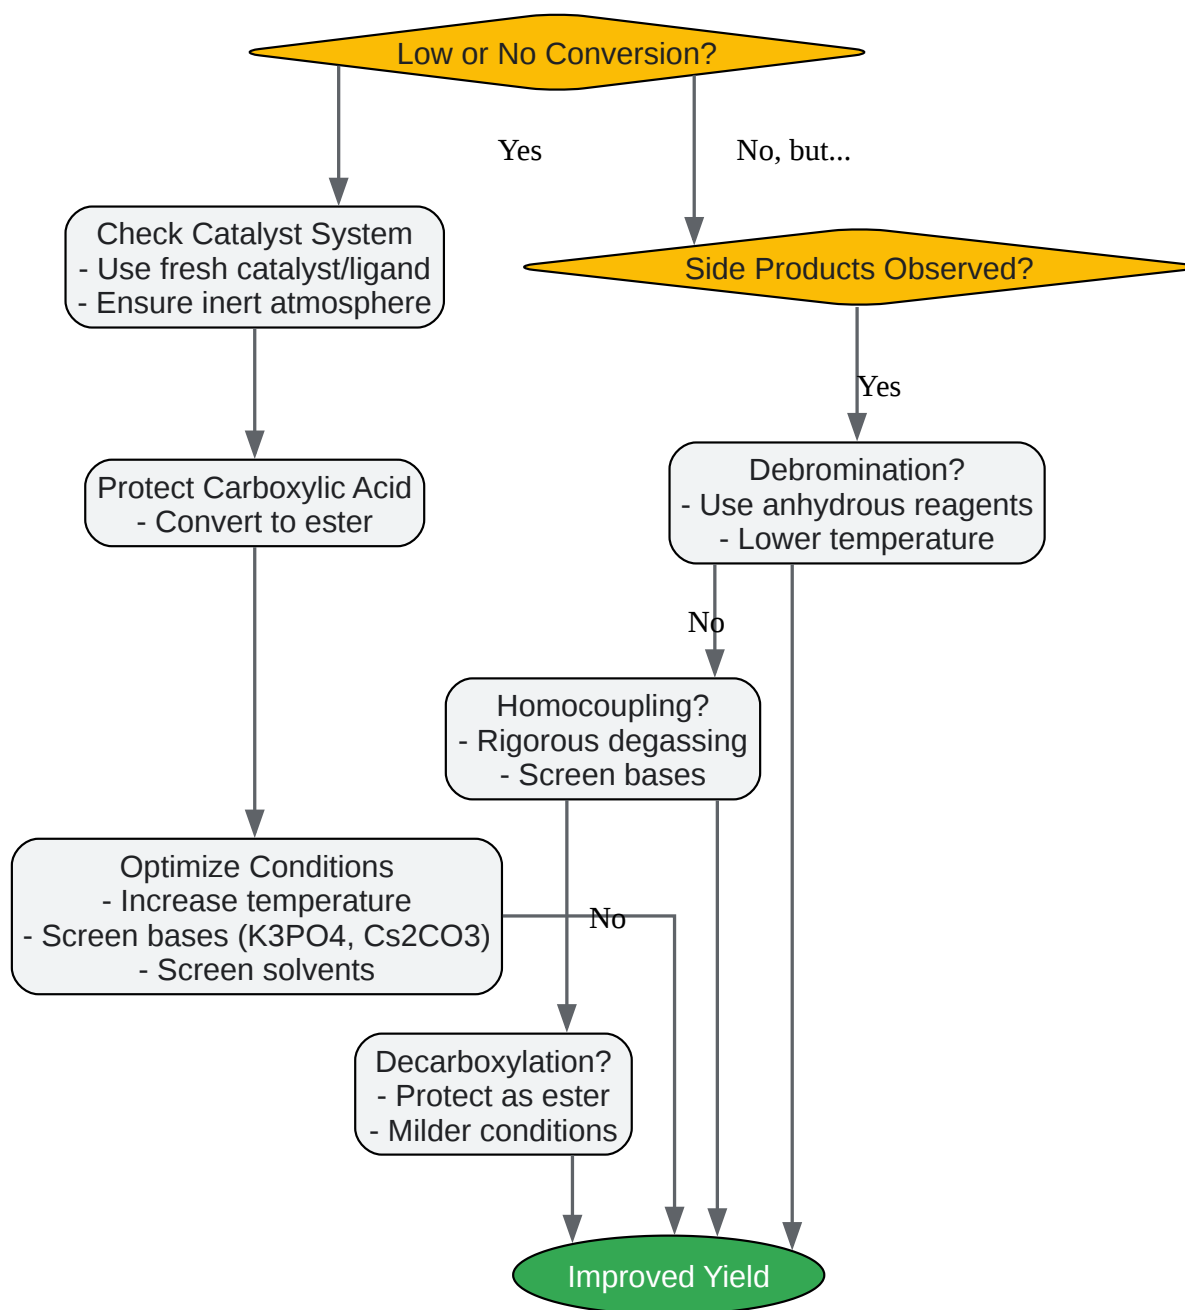 Low or No Conversion?
Yes
No, but...
Check Catalyst System
- Use fresh catalyst/ligand
- Ensure inert atmosphere
Side Products Observed?
Yes
Protect Carboxylic Acid
- Convert to ester
Debromination?
- Use anhydrous reagents
- Lower temperature
No
Homocoupling?
- Rigorous degassing
- Screen bases
Optimize Conditions
- Increase temperature
- Screen bases (K3PO4, Cs2CO3)
- Screen solvents
No
Decarboxylation?
- Protect as ester
- Milder conditions
Improved Yield